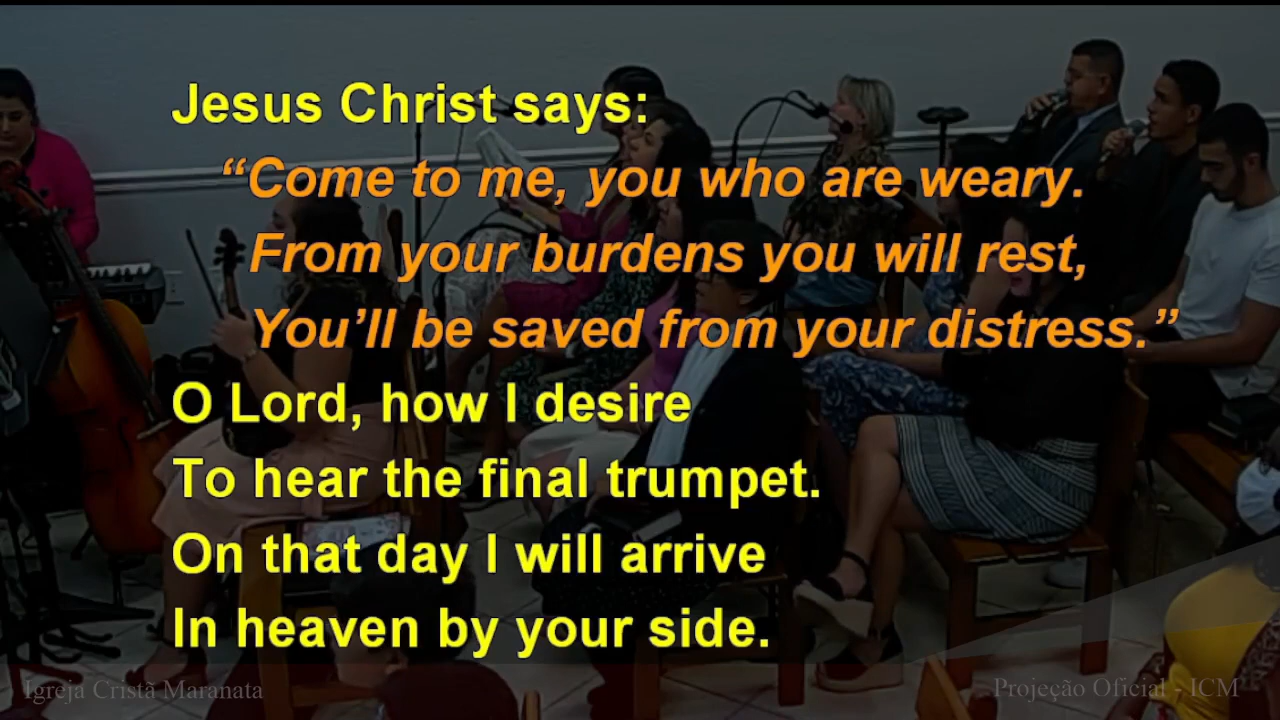 Jesus Christ says:
“Come to me, you who are weary.
From your burdens you will rest,
You’ll be saved from your distress.”
O Lord, how I desire
To hear the final trumpet.
On that day I will arrive
In heaven by your side.
Igreja Cristã Maranata
Projeção Oficial - ICM